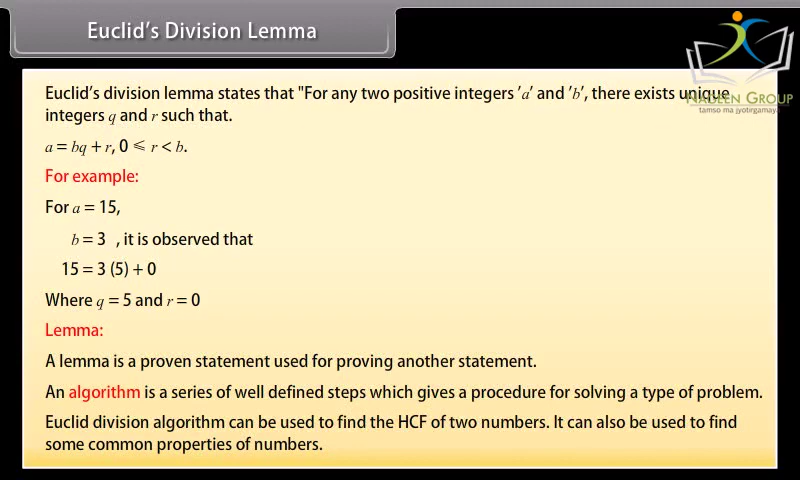 Euclid's Division Lemma
NADEEN GROUP
tamso ma jyotirgamay
Euclid's division lemma states that "For any two positive integers 'a' and 'b', there exists unique
integers q and r such that.
a = bq + r, 0 ⩽ r < b.
For example:
For a = 15,
b = 3 , it is observed that
15 = 3 (5) + 0
Where q = 5 and r = 0
Lemma:
A lemma is a proven statement used for proving another statement.
An algorithm is a series of well defined steps which gives a procedure for solving a type of problem.
Euclid division algorithm can be used to find the HCF of two numbers. It can also be used to find
some common properties of numbers.